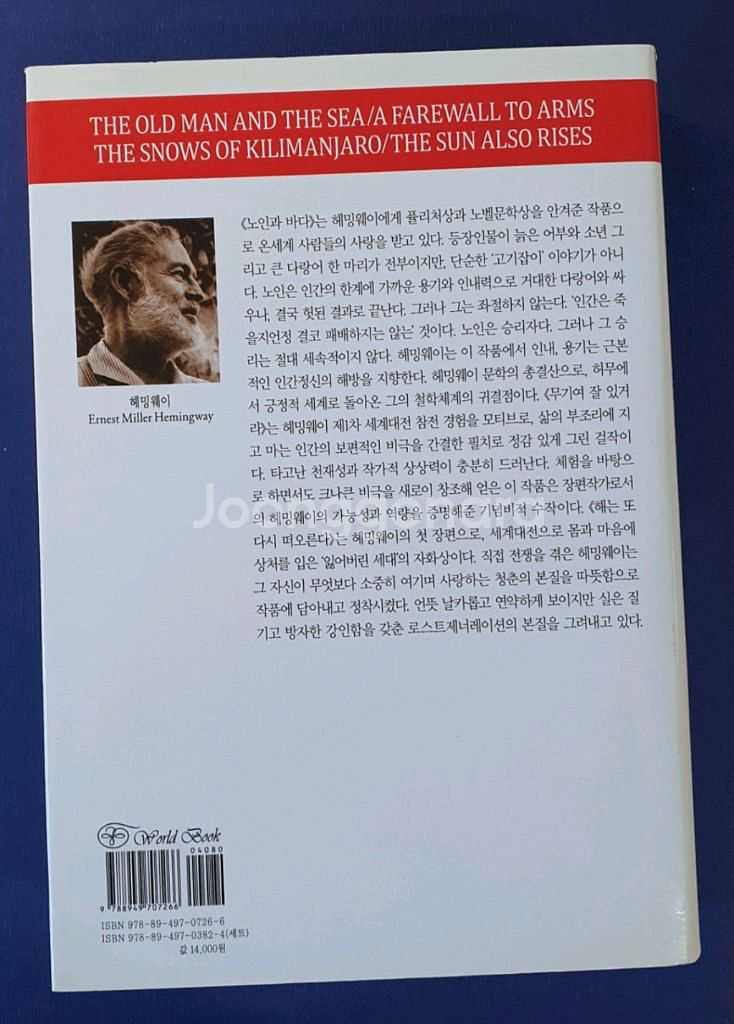 THE OLD MAN AND THE SEA/A FAREWALL TO ARMS
THE SNOWS OF KILIMANJARO/THE SUN ALSO RISES
《노인과 바다》는 헤밍웨이에게 퓰리처상과 노벨문학상을 안겨준 작품으
로 온세계 사람들의 사랑을 받고 있다. 등장인물이 늙은 어부와 소년 그
리고 큰 다랑어 한 마리가 전부이지만, 단순한 '고기잡이' 이야기가 아니
다. 노인은 인간의 한계에 가까운 용기와 인내력으로 거대한 다랑어와 싸
우나, 결국 헛된 결과로 끝난다. 그러나 그는 좌절하지 않는다. '인간은 죽
을지언정 결코 패배하지는 않는' 것이다. 노인은 승리자다. 그러나 그 승
리는 절대 세속적이지 않다. 헤밍웨이는 이 작품에서 인내, 용기는 근본
적인 인간정신의 해방을 지향한다. 헤밍웨이 문학의 총결산으로, 허무에
서 긍정적 세계로 돌아온 그의 철학체계의 귀결점이다. 《무기여 잘 있거
라》는 헤밍웨이 제1차 세계대전 참전 경험을 모티브로, 삶의 부조리에 지
고 마는 인간의 보편적인 비극을 간결한 필치로 정감 있게 그린 걸작이
다. 타고난 천재성과 작가적 상상력이 충분히 드러난다. 체험을 바탕으
로 하면서도 크나큰 비극을 새로이 창조해 얻은 이 작품은 장편작가로서
의 헤밍웨이의 가능성과 역량을 증명해준 기념비적 수작이다. 《해는 또
다시 떠오른다》는 헤밍웨이의 첫 장편으로, 세계대전으로 몸과 마음에
상처를 입은 '잃어버린 세대'의 자화상이다. 직접 전쟁을 겪은 헤밍웨이는
그 자신이 무엇보다 소중히 여기며 사랑하는 청춘의 본질을 따뜻함으로
작품에 담아내고 정착시켰다. 언뜻 날카롭고 연약하게 보이지만 실은 질
기고 방자한 강인함을 갖춘 로스트제너레이션의 본질을 그려내고 있다.
헤밍웨이
Ernest Miller Hemingway
Joonggonara
World Book
04080
9 788949 707266
ISBN 978-89-497-0726-6
ISBN 978-89-497-0382-4(세트)
값 14,000원